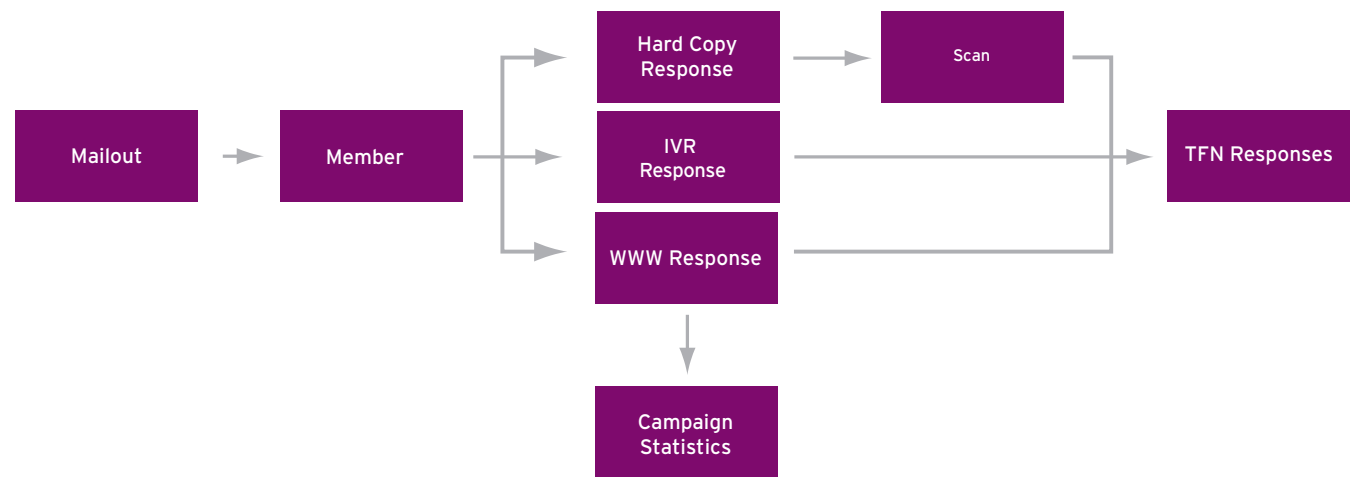 Mailout
Member
Hard Copy
Response
Scan
IVR
Response
WWW Response
TFN Responses
Campaign
Statistics